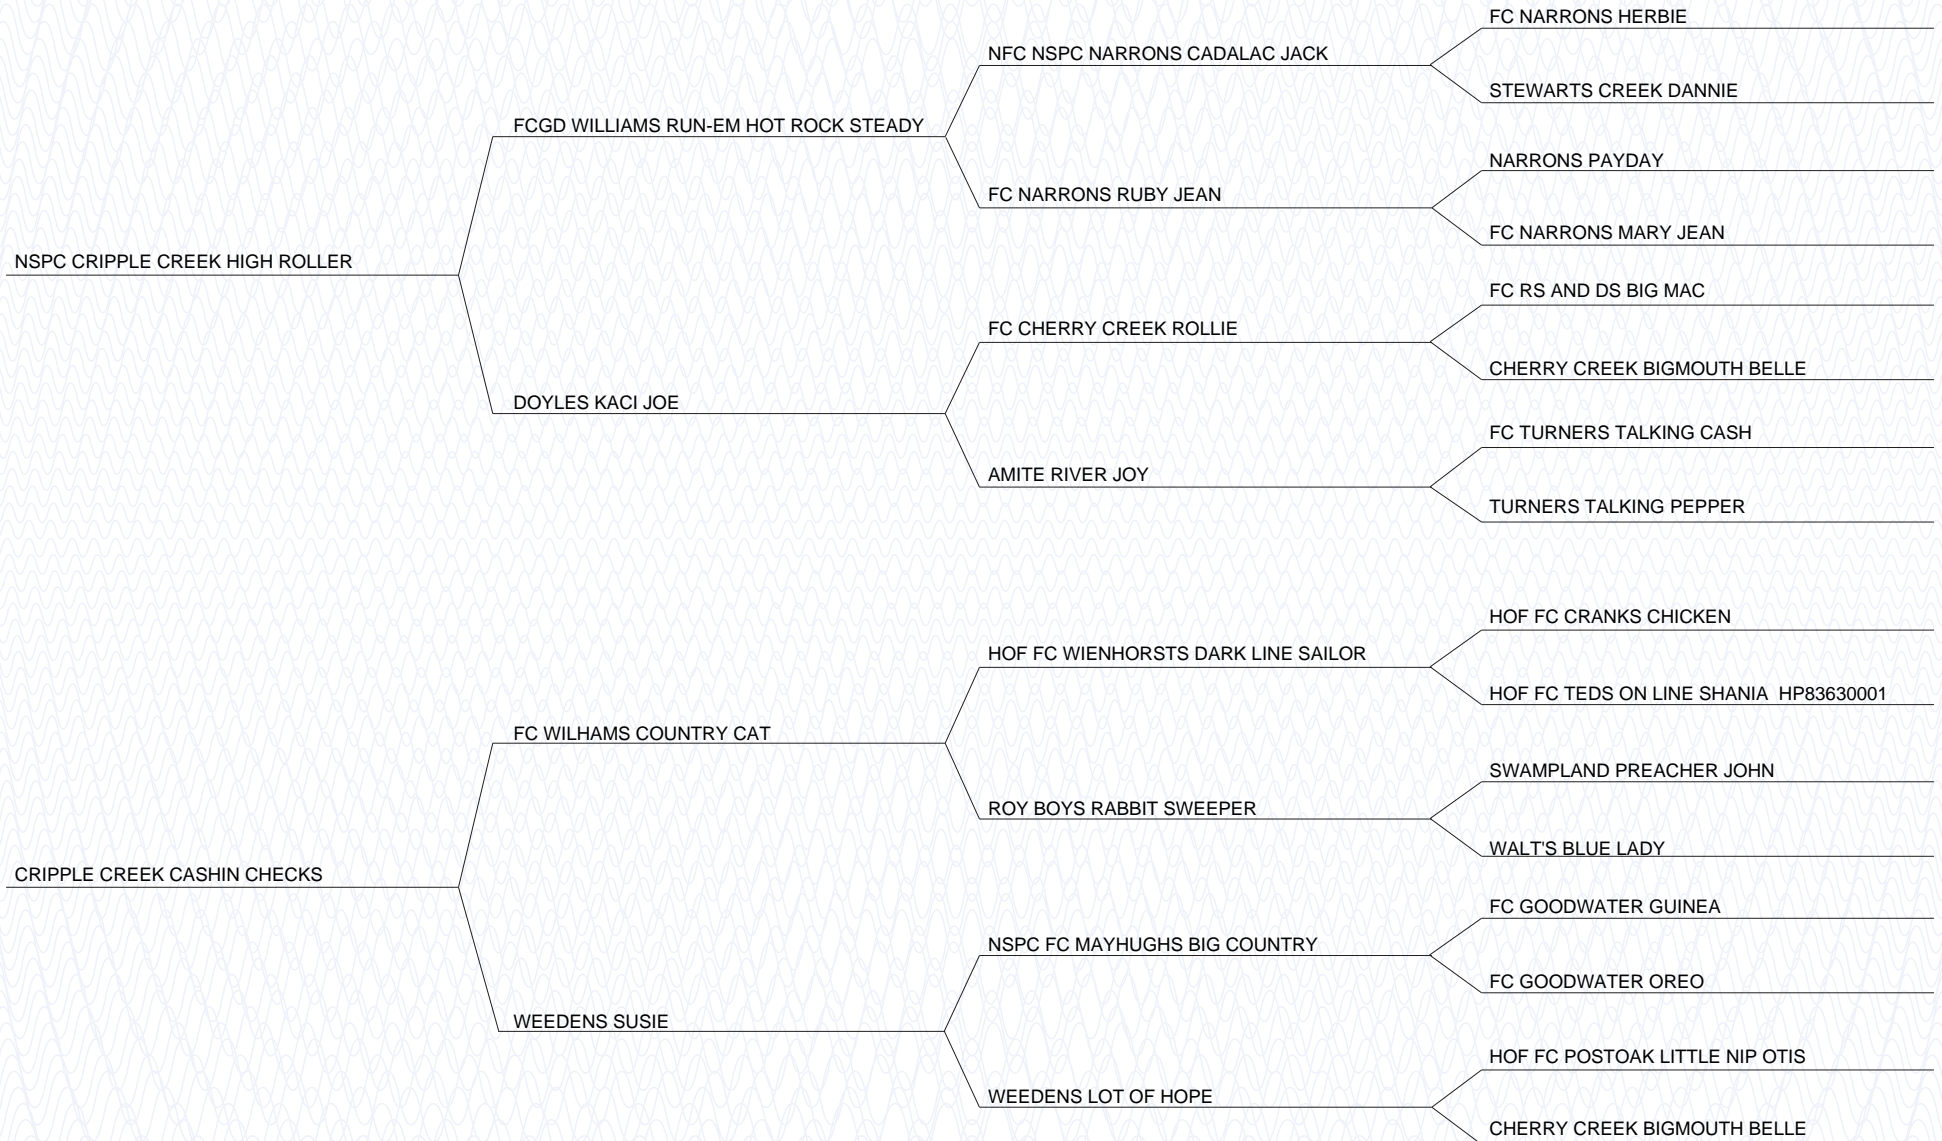 FC NARRONS HERBIE
NFC NSPC NARRONS CADALAC JACK
STEWARTS CREEK DANNIE
FCGD WILLIAMS RUN-EM HOT ROCK STEADY
NARRONS PAYDAY
FC NARRONS RUBY JEAN
FC NARRONS MARY JEAN
NSPC CRIPPLE CREEK HIGH ROLLER
FC RS AND DS BIG MAC
FC CHERRY CREEK ROLLIE
CHERRY CREEK BIGMOUTH BELLE
DOYLES KACI JOE
FC TURNERS TALKING CASH
AMITE RIVER JOY
TURNERS TALKING PEPPER
HOF FC CRANKS CHICKEN
HOF FC WIENHORSTS DARK LINE SAILOR
HOF FC TEDS ON LINE SHANIA  HP83630001
FC WILHAMS COUNTRY CAT
SWAMPLAND PREACHER JOHN
ROY BOYS RABBIT SWEEPER
WALT'S BLUE LADY
CRIPPLE CREEK CASHIN CHECKS
FC GOODWATER GUINEA
NSPC FC MAYHUGHS BIG COUNTRY
FC GOODWATER OREO
WEEDENS SUSIE
HOF FC POSTOAK LITTLE NIP OTIS
WEEDENS LOT OF HOPE
CHERRY CREEK BIGMOUTH BELLE